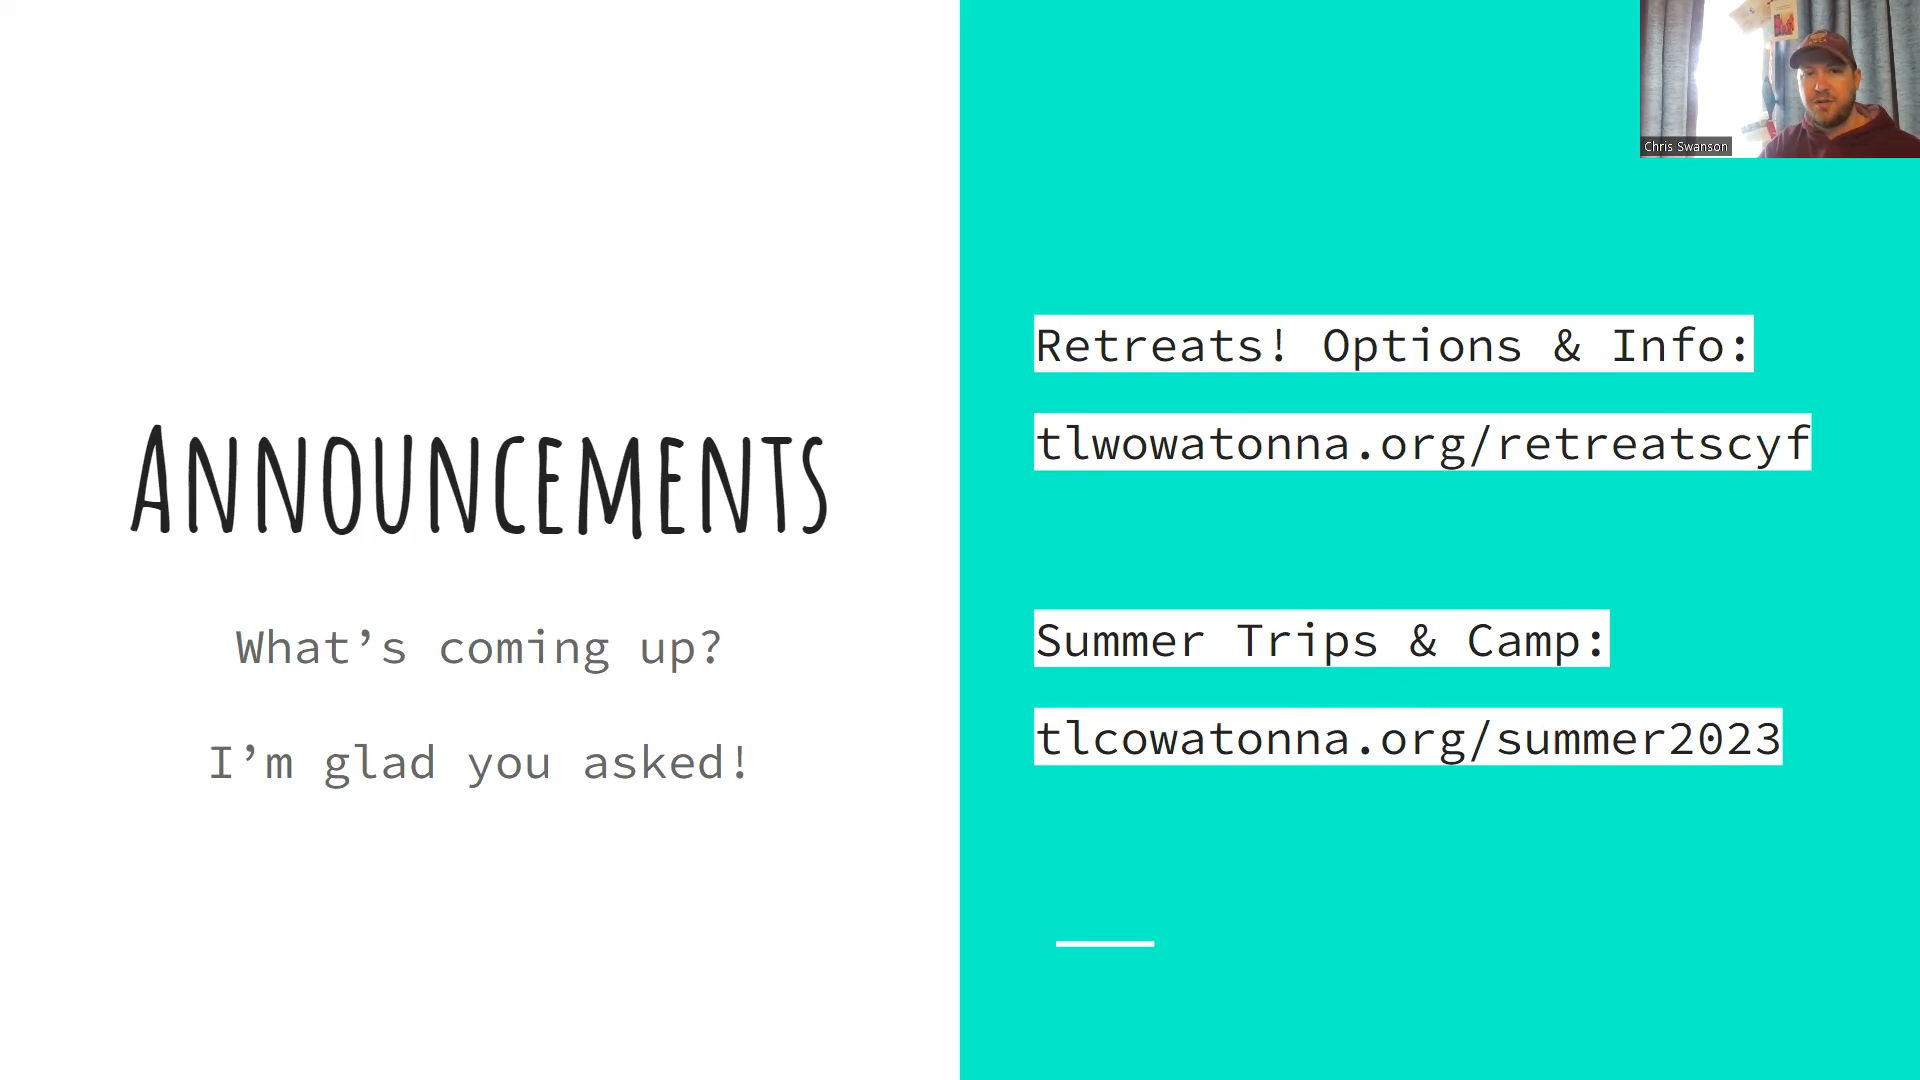 Announcements
What’s coming up?
I’m glad you asked!
Retreats! Options & Info:
tlwowatonna.org/retreatscyf
Summer Trips & Camp:
tlcowatonna.org/summer2023
Chris Swanson